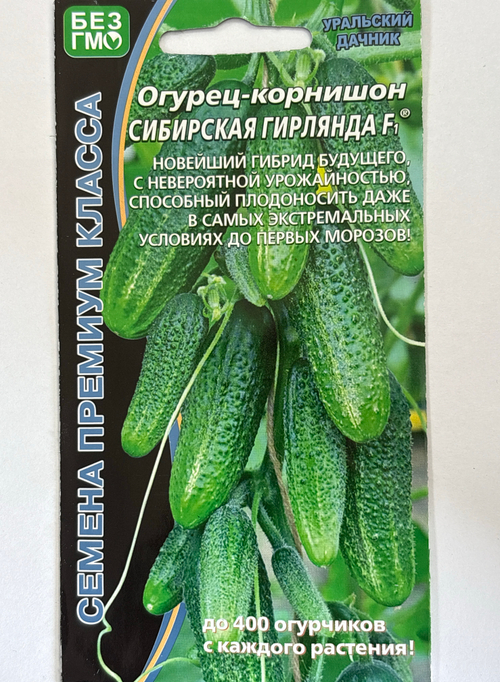 БЕЗ
ГМО
УРАЛЬСКИЙ
ДАЧНИК
Огурец-корнишон
СИБИРСКАЯ ГИРЛЯНДА F1®
НОВЕЙШИЙ ГИБРИД БУДУЩЕГО,
С НЕВЕРОЯТНОЙ УРОЖАЙНОСТЬЮ,
СПОСОБНЫЙ ПЛОДОНОСИТЬ ДАЖЕ
В САМЫХ ЭКСТРЕМАЛЬНЫХ
УСЛОВИЯХ ДО ПЕРВЫХ МОРОЗОВ!
СЕМЕНА ПРЕМИУМ КЛАССА
до 400 огурчиков
с каждого растения!